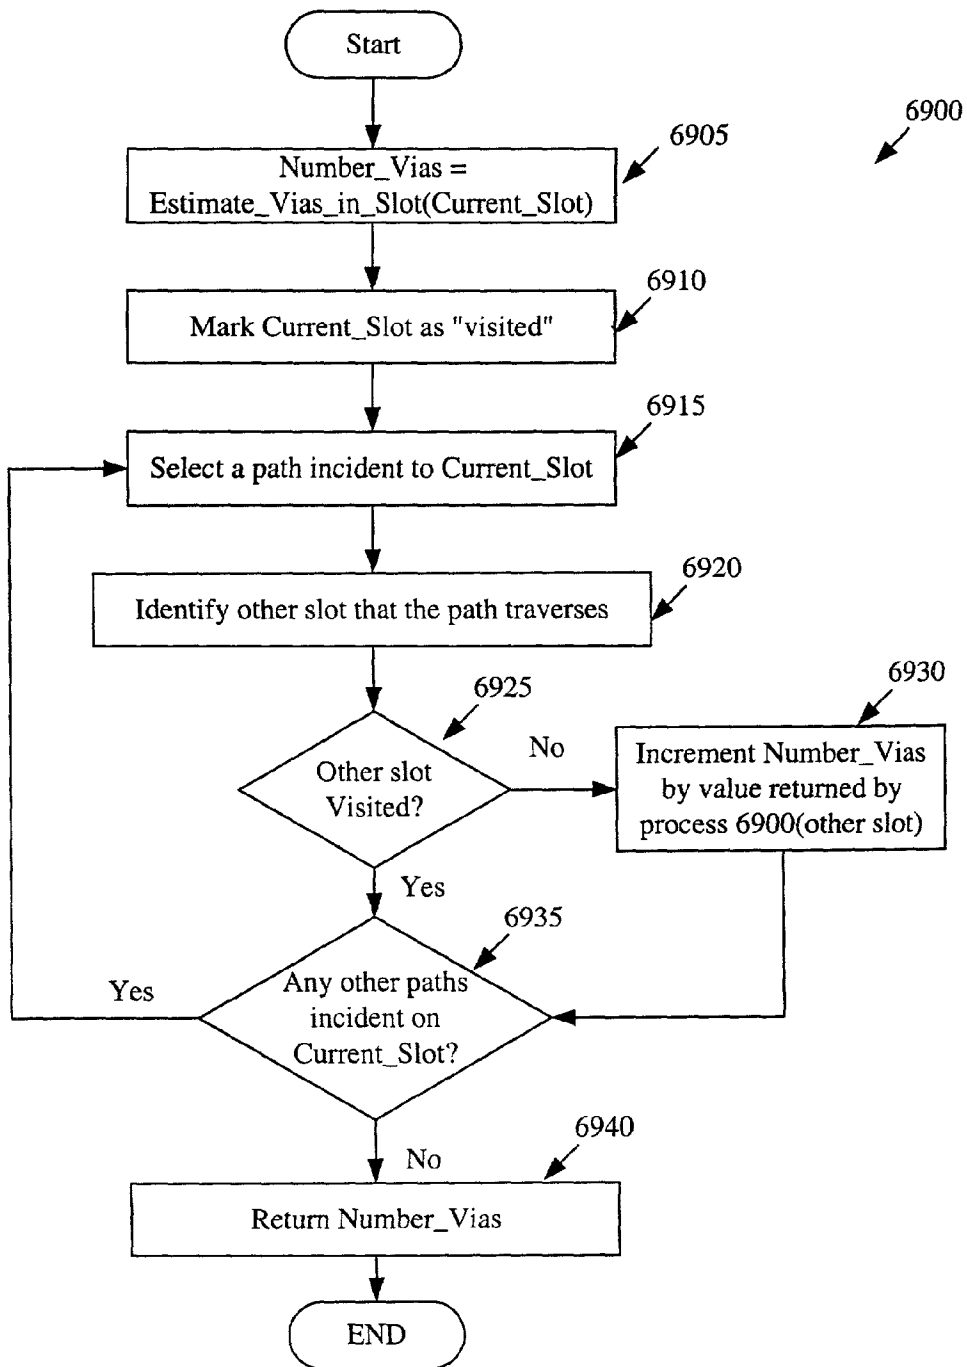 Start
6900
6905
Number_Vias =
Estimate_Vias_in_Slot(Current_Slot)
6910
Mark Current_Slot as "visited"
6915
Select a path incident to Current_Slot
6920
Identify other slot that the path traverses
6925
6930
Other slot
Visited?
No
Increment Number_Vias
by value returned by
process 6900(other slot)
Yes
6935
Any other paths
incident on
Current_Slot?
Yes
No
6940
Return Number_Vias
END